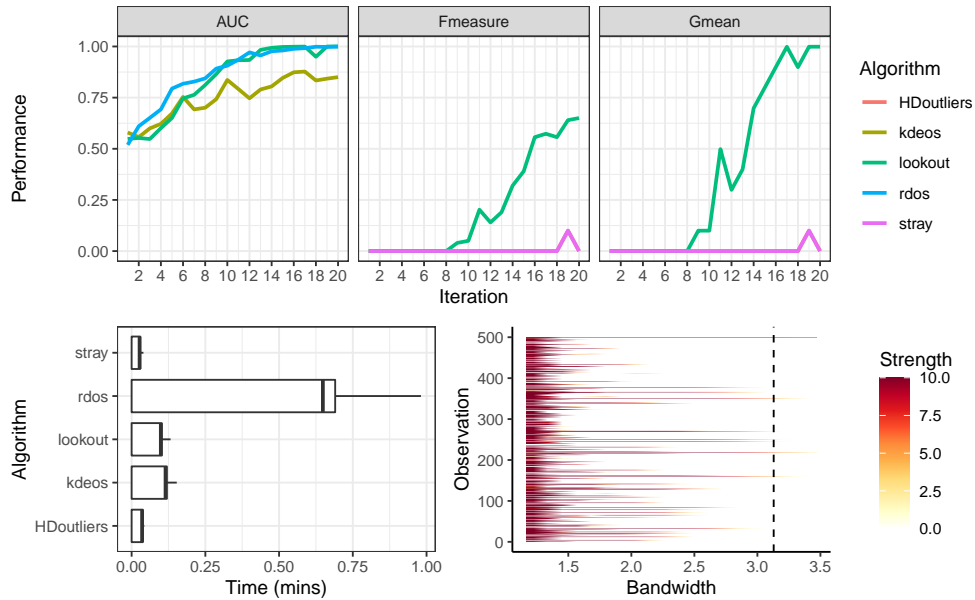 AUC
Fmeasure
Gmean
Performance
1.00
0.75
0.50
0.25
0.00
2 4 6 8 10 12 14 16 18 20
2 4 6 8 10 12 14 16 18 20
2 4 6 8 10 12 14 16 18 20
Iteration
Algorithm
HDoutliers
kdeos
lookout
rdos
stray
Algorithm
stray
rdos
lookout
kdeos
HDoutliers
0.00 0.25 0.50 0.75 1.00
Time (mins)
Observation
500
400
300
200
100
0
1.5 2.0 2.5 3.0 3.5
Bandwidth
Strength
10.0
7.5
5.0
2.5
0.0